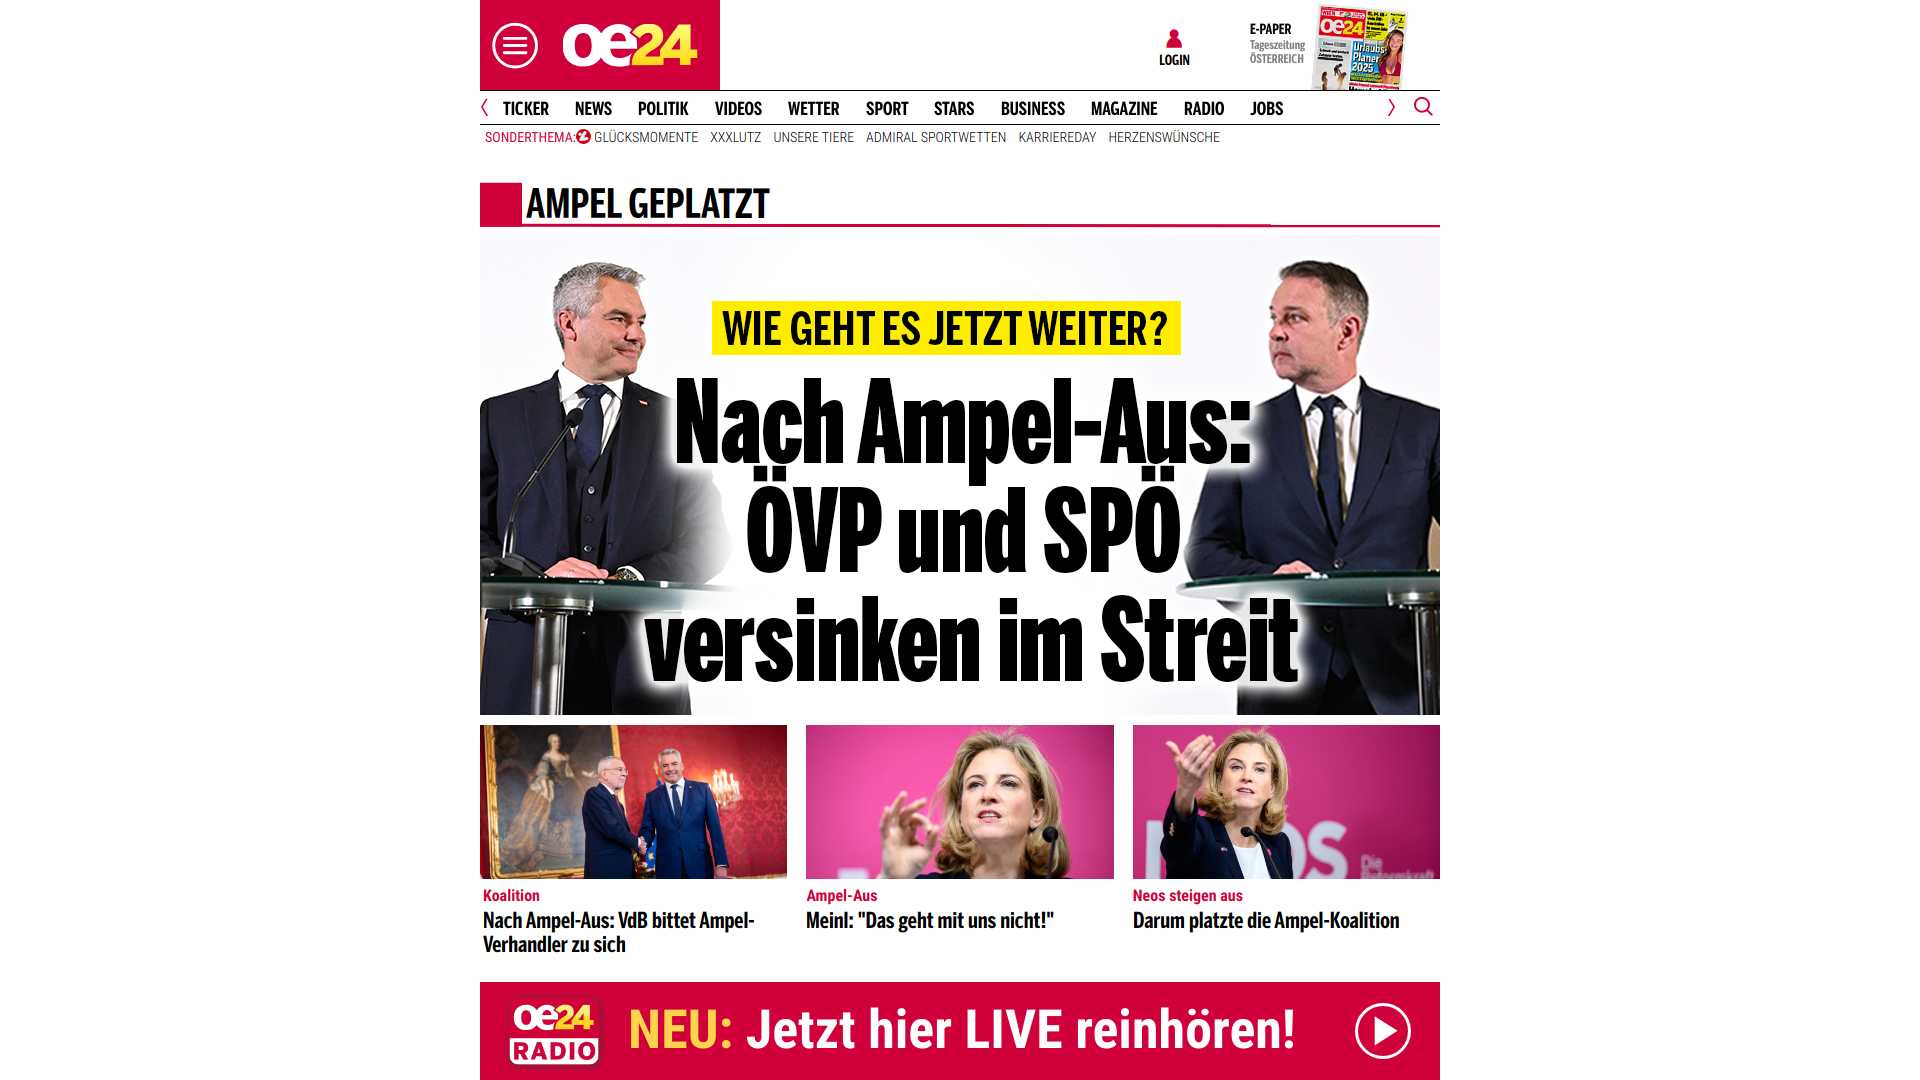 oe24
LOGIN
E-PAPER
Tageszeitung
ÖSTERREICH
oe24
Urlaubs-
Planer
2025
TICKER NEWS POLITIK VIDEOS WETTER SPORT STARS BUSINESS MAGAZINE RADIO JOBS
SONDERTHEMA: GLÜCKSMOMENTE XXXLUTZ UNSERE TIERE ADMIRAL SPORTWETTEN KARRIEREDAY HERZENSWÜNSCHE
AMPEL GEPLATZT
WIE GEHT ES JETZT WEITER?
Nach Ampel-Aus:
ÖVP und SPÖ
versinken im Streit
NEOS
Die
Reformkraft
Koalition
Nach Ampel-Aus: VdB bittet Ampel-
Verhandler zu sich
Ampel-Aus
Meinl: "Das geht mit uns nicht!"
Neos steigen aus
Darum platzte die Ampel-Koalition
oe24
RADIO
NEU: Jetzt hier LIVE reinhören!